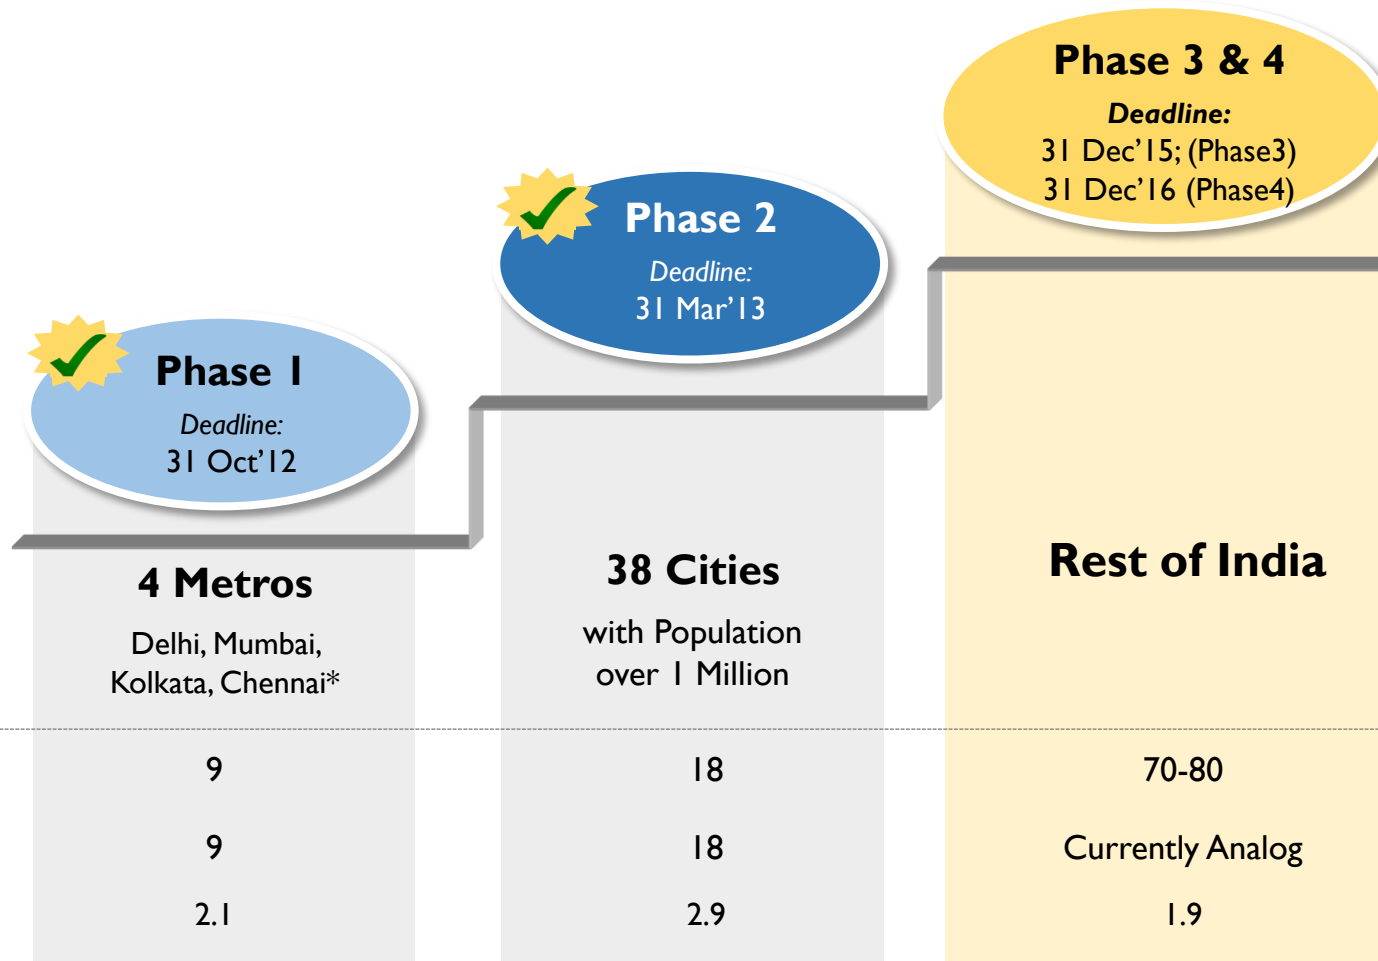 Phase 1
Deadline:
31 Oct'12
4 Metros
Delhi, Mumbai,
Kolkata, Chennai*
9
9
2.1
Phase 2
Deadline:
31 Mar'13
38 Cities
with Population
over 1 Million
18
18
2.9
Phase 3 & 4
Deadline:
31 Dec'15; (Phase3)
31 Dec'16 (Phase4)
Rest of India
70-80
Currently Analog
1.9